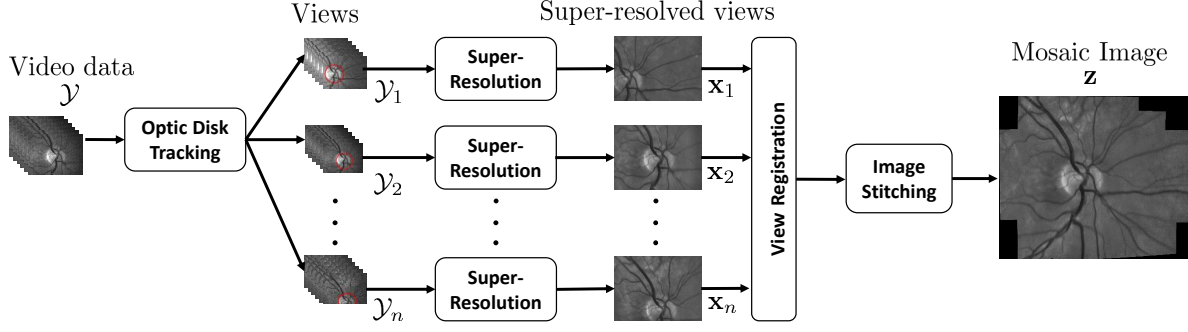 Views
Super-resolved views
Video data
𝒴
Optic Disk
Tracking
𝒴₁
Super-
Resolution
x₁
𝒴₂
Super-
Resolution
x₂
𝒴ₙ
Super-
Resolution
xₙ
View Registration
Image
Stitching
Mosaic Image
z